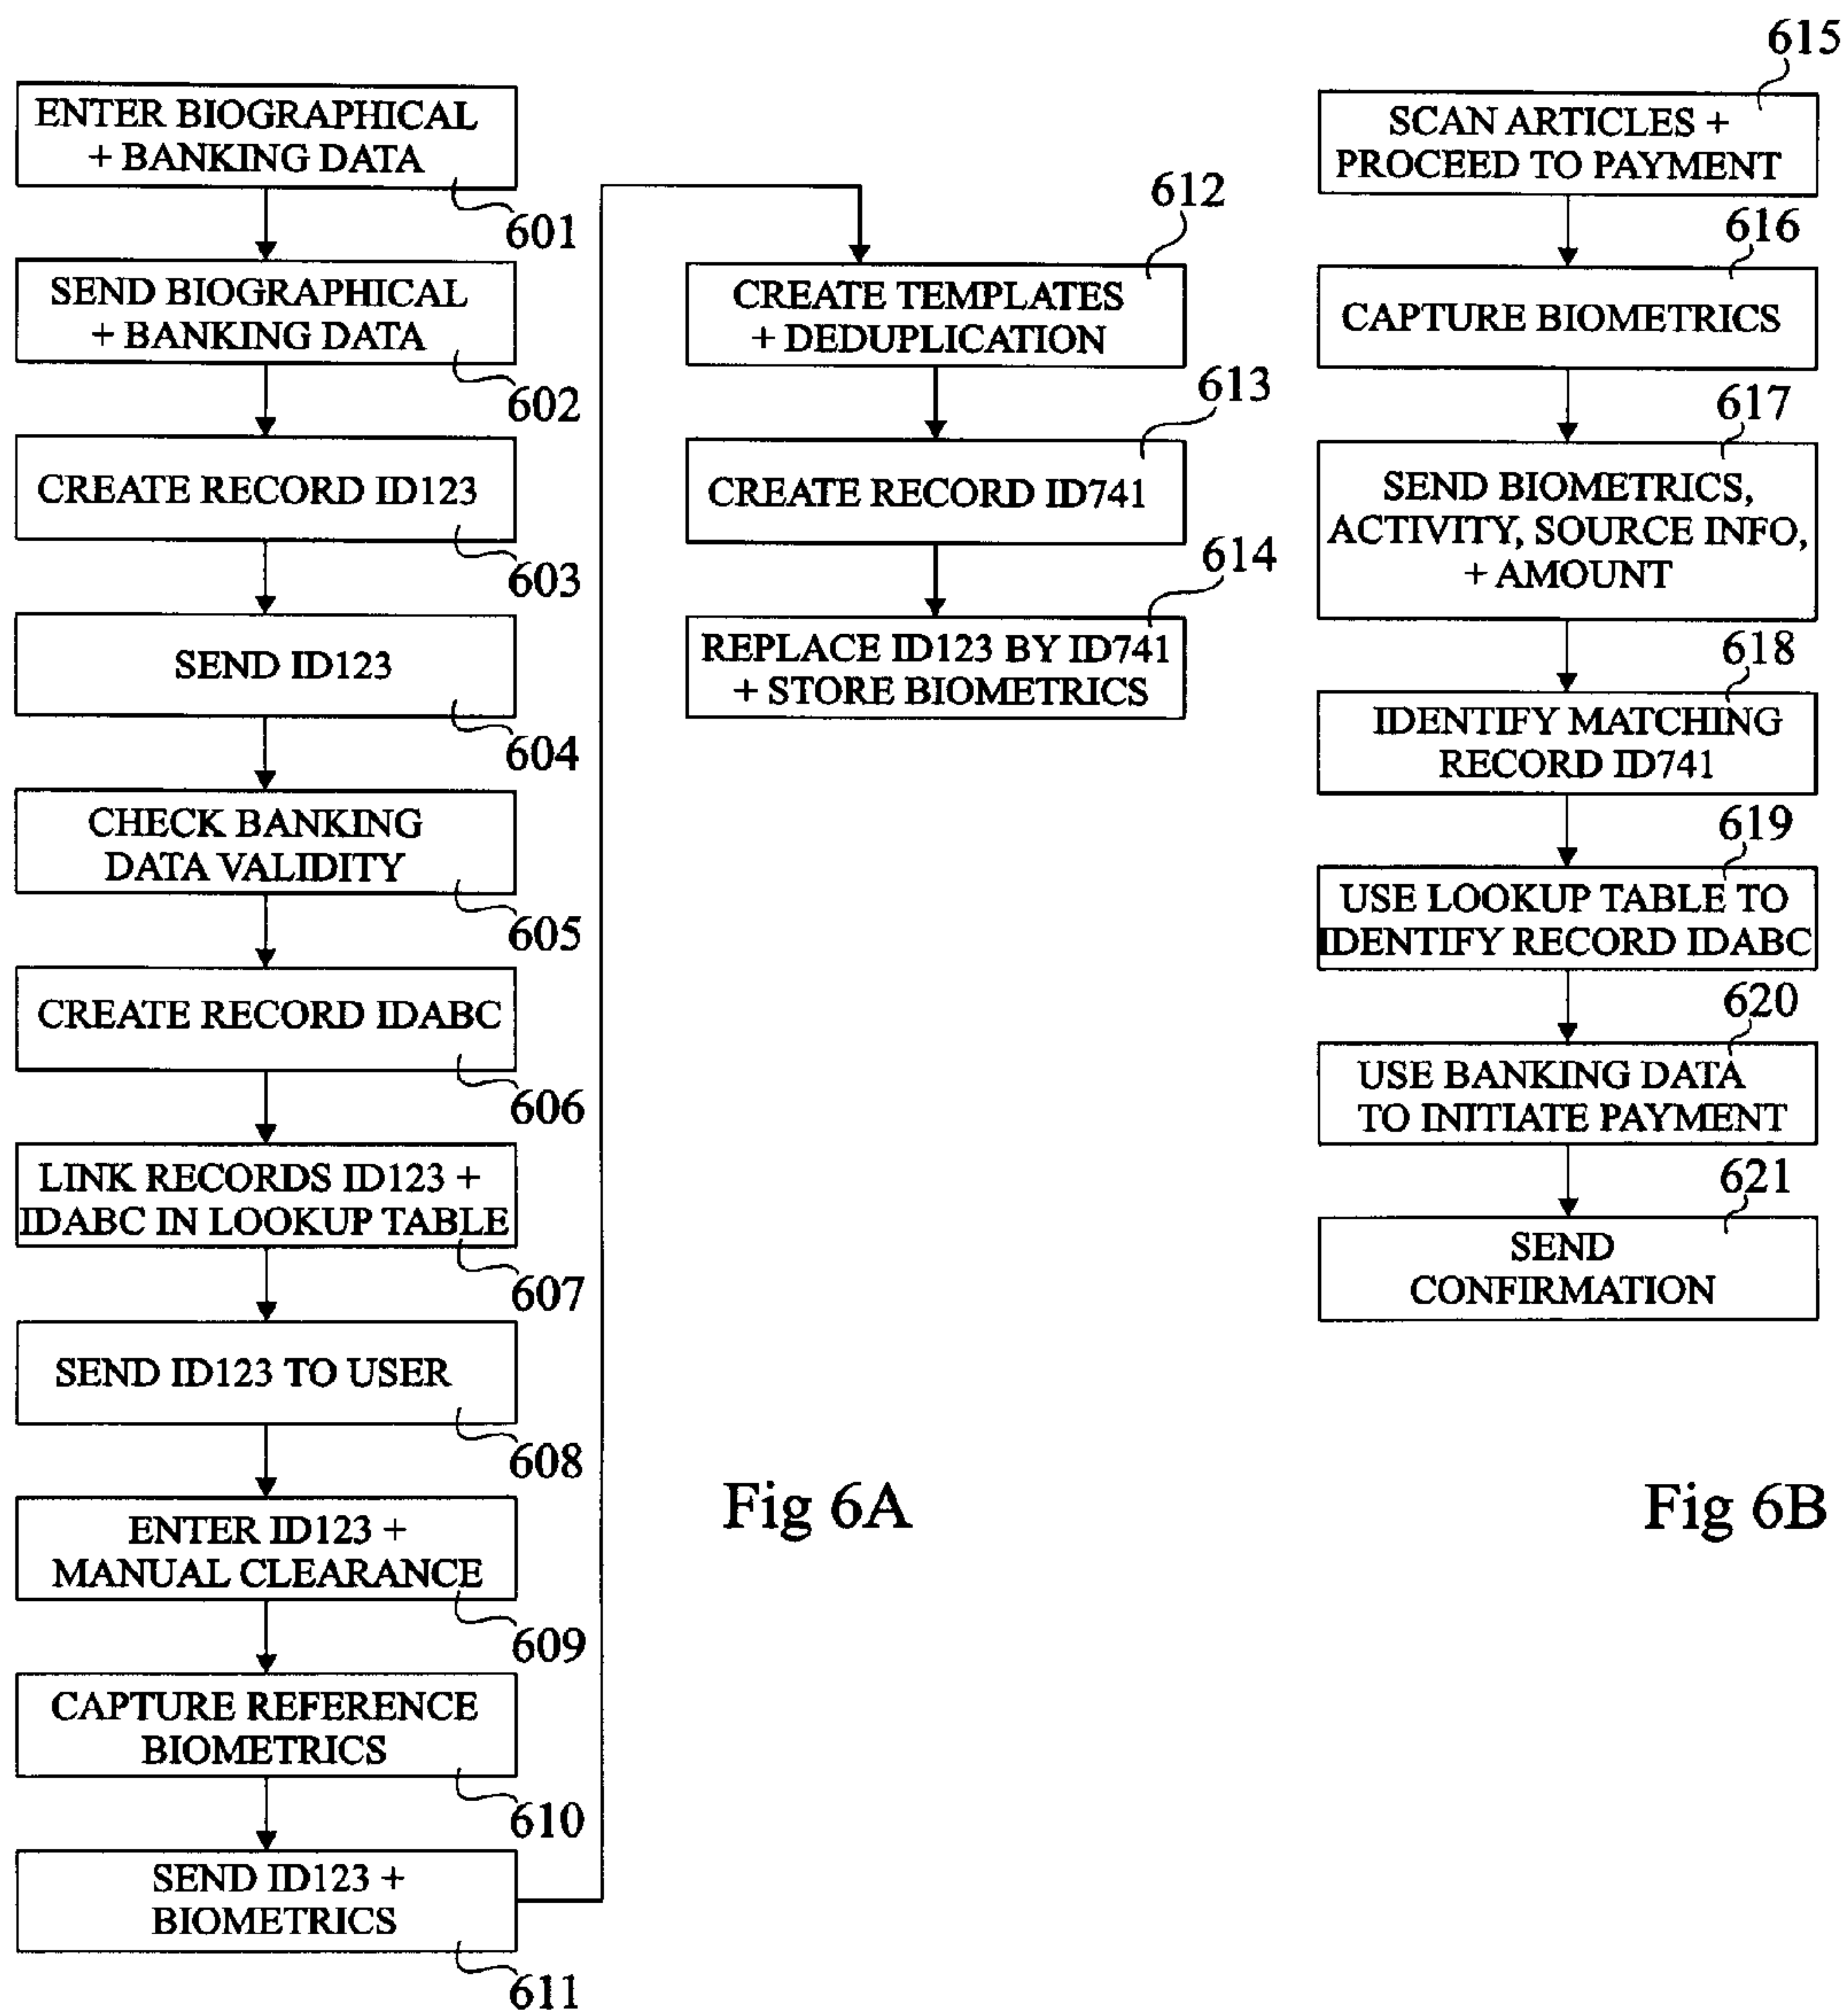 ENTER BIOGRAPHICAL
+ BANKING DATA
601
SEND BIOGRAPHICAL
+ BANKING DATA
602
CREATE RECORD ID123
603
SEND ID123
604
CHECK BANKING
DATA VALIDITY
605
CREATE RECORD IDABC
606
LINK RECORDS ID123 +
IDABC IN LOOKUP TABLE
607
SEND ID123 TO USER
608
ENTER ID123 +
MANUAL CLEARANCE
609
CAPTURE REFERENCE
BIOMETRICS
610
SEND ID123 +
BIOMETRICS
611
612
CREATE TEMPLATES
+ DEDUPLICATION
613
CREATE RECORD ID741
614
REPLACE ID123 BY ID741
+ STORE BIOMETRICS
Fig 6A
615
SCAN ARTICLES +
PROCEED TO PAYMENT
616
CAPTURE BIOMETRICS
617
SEND BIOMETRICS,
ACTIVITY, SOURCE INFO,
+ AMOUNT
618
IDENTIFY MATCHING
RECORD ID741
619
USE LOOKUP TABLE TO
IDENTIFY RECORD IDABC
620
USE BANKING DATA
TO INITIATE PAYMENT
621
SEND
CONFIRMATION
Fig 6B